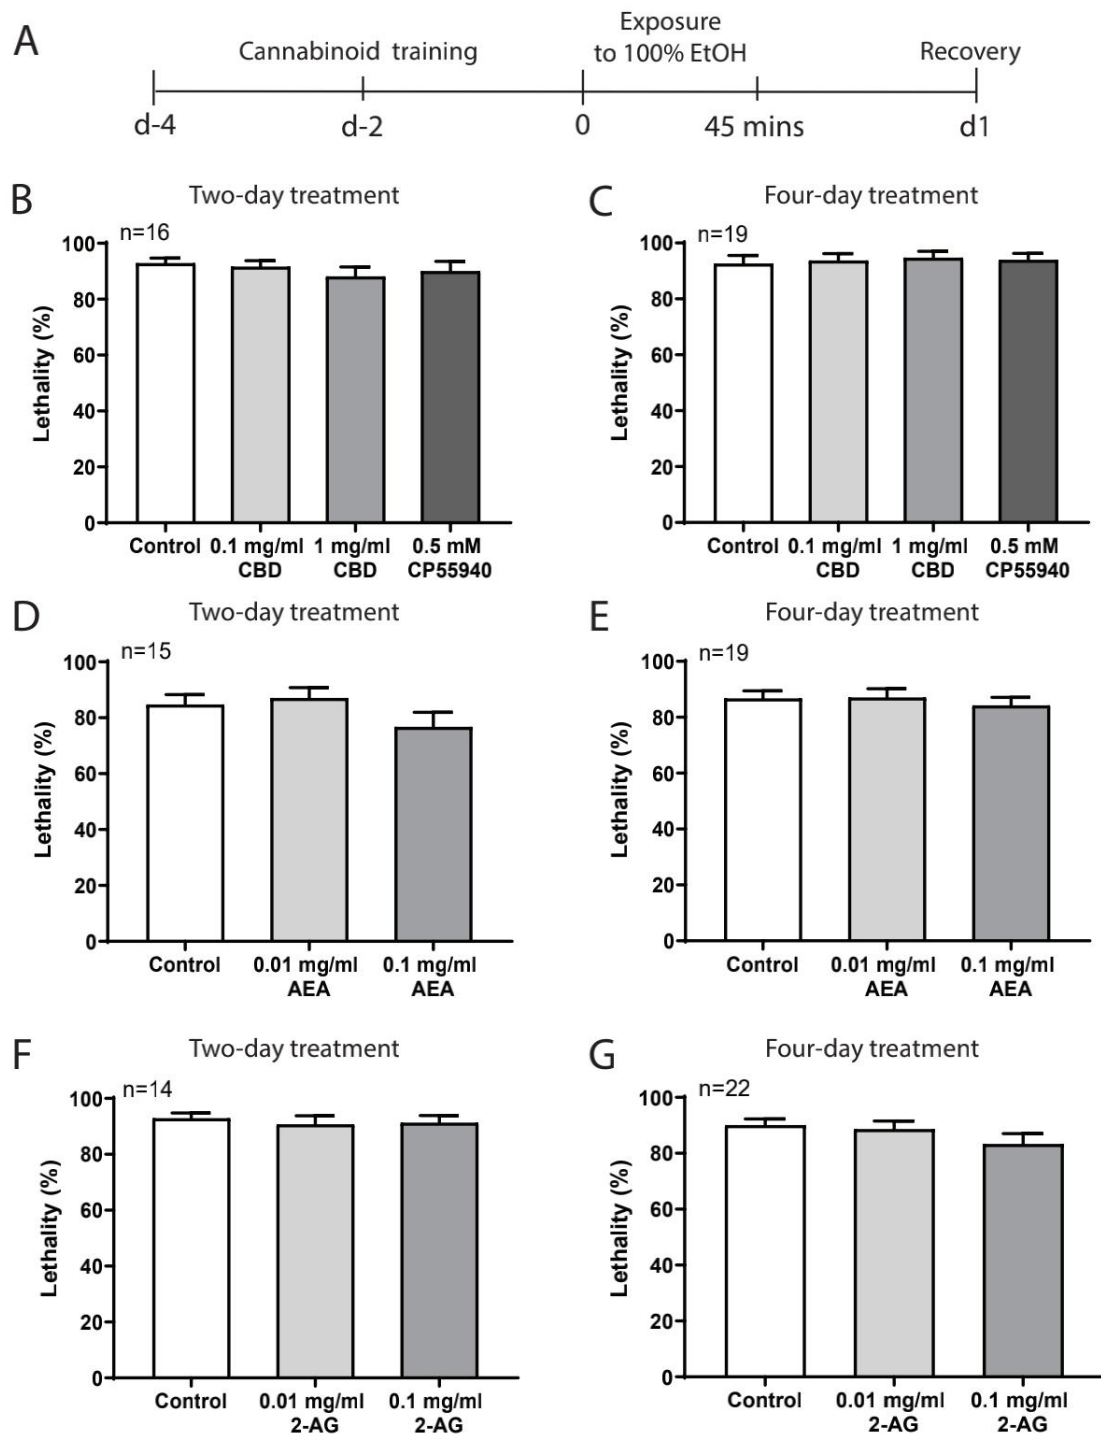 A
Exposure
Cannabinoid training
to 100% EtOH
Recovery
d-4
d-2
0
45 mins
d1
B
Two-day treatment
n=16
Lethality (%)
100
80
60
40
20
0
Control
0.1 mg/ml
CBD
1 mg/ml
CBD
0.5 mM
CP55940
C
Four-day treatment
n=19
Lethality (%)
100
80
60
40
20
0
Control
0.1 mg/ml
CBD
1 mg/ml
CBD
0.5 mM
CP55940
D
Two-day treatment
n=15
Lethality (%)
100
80
60
40
20
0
Control
0.01 mg/ml
AEA
0.1 mg/ml
AEA
E
Four-day treatment
n=19
Lethality (%)
100
80
60
40
20
0
Control
0.01 mg/ml
AEA
0.1 mg/ml
AEA
F
Two-day treatment
n=14
Lethality (%)
100
80
60
40
20
0
Control
0.01 mg/ml
2-AG
0.1 mg/ml
2-AG
G
Four-day treatment
n=22
Lethality (%)
100
80
60
40
20
0
Control
0.01 mg/ml
2-AG
0.1 mg/ml
2-AG